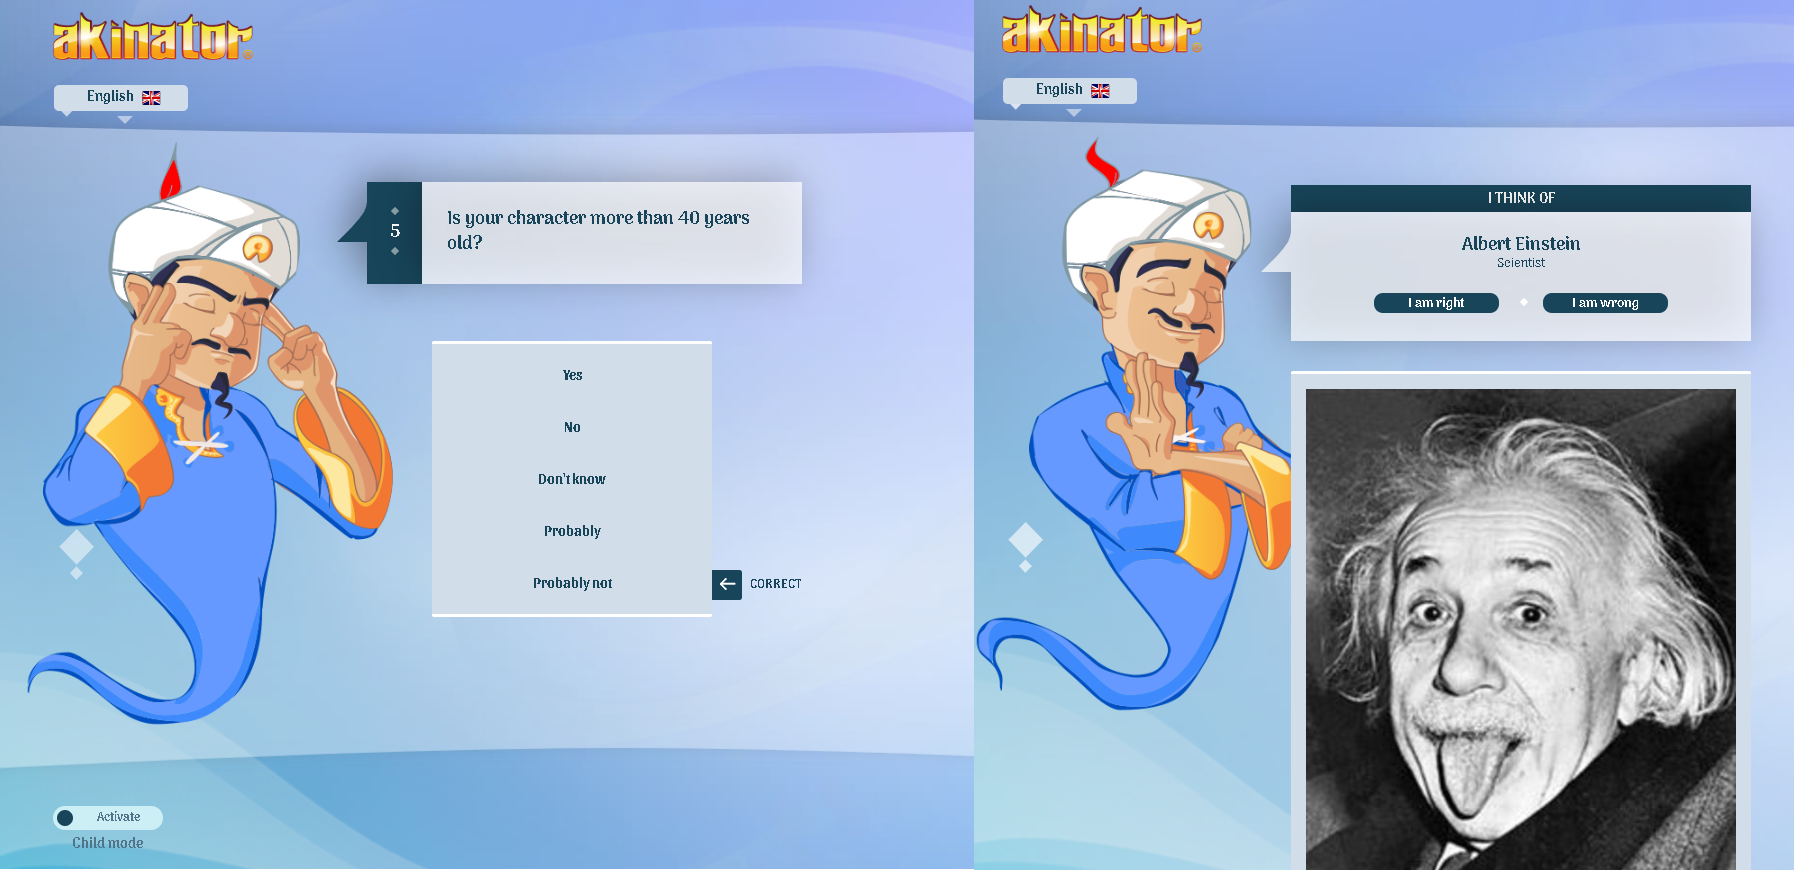 akinator
English
5
Is your character more than 40 years
old?
Yes
No
Don't know
Probably
Probably not
CORRECT
Activate
Child mode
akinator
English
I THINK OF
Albert Einstein
Scientist
I am right
I am wrong